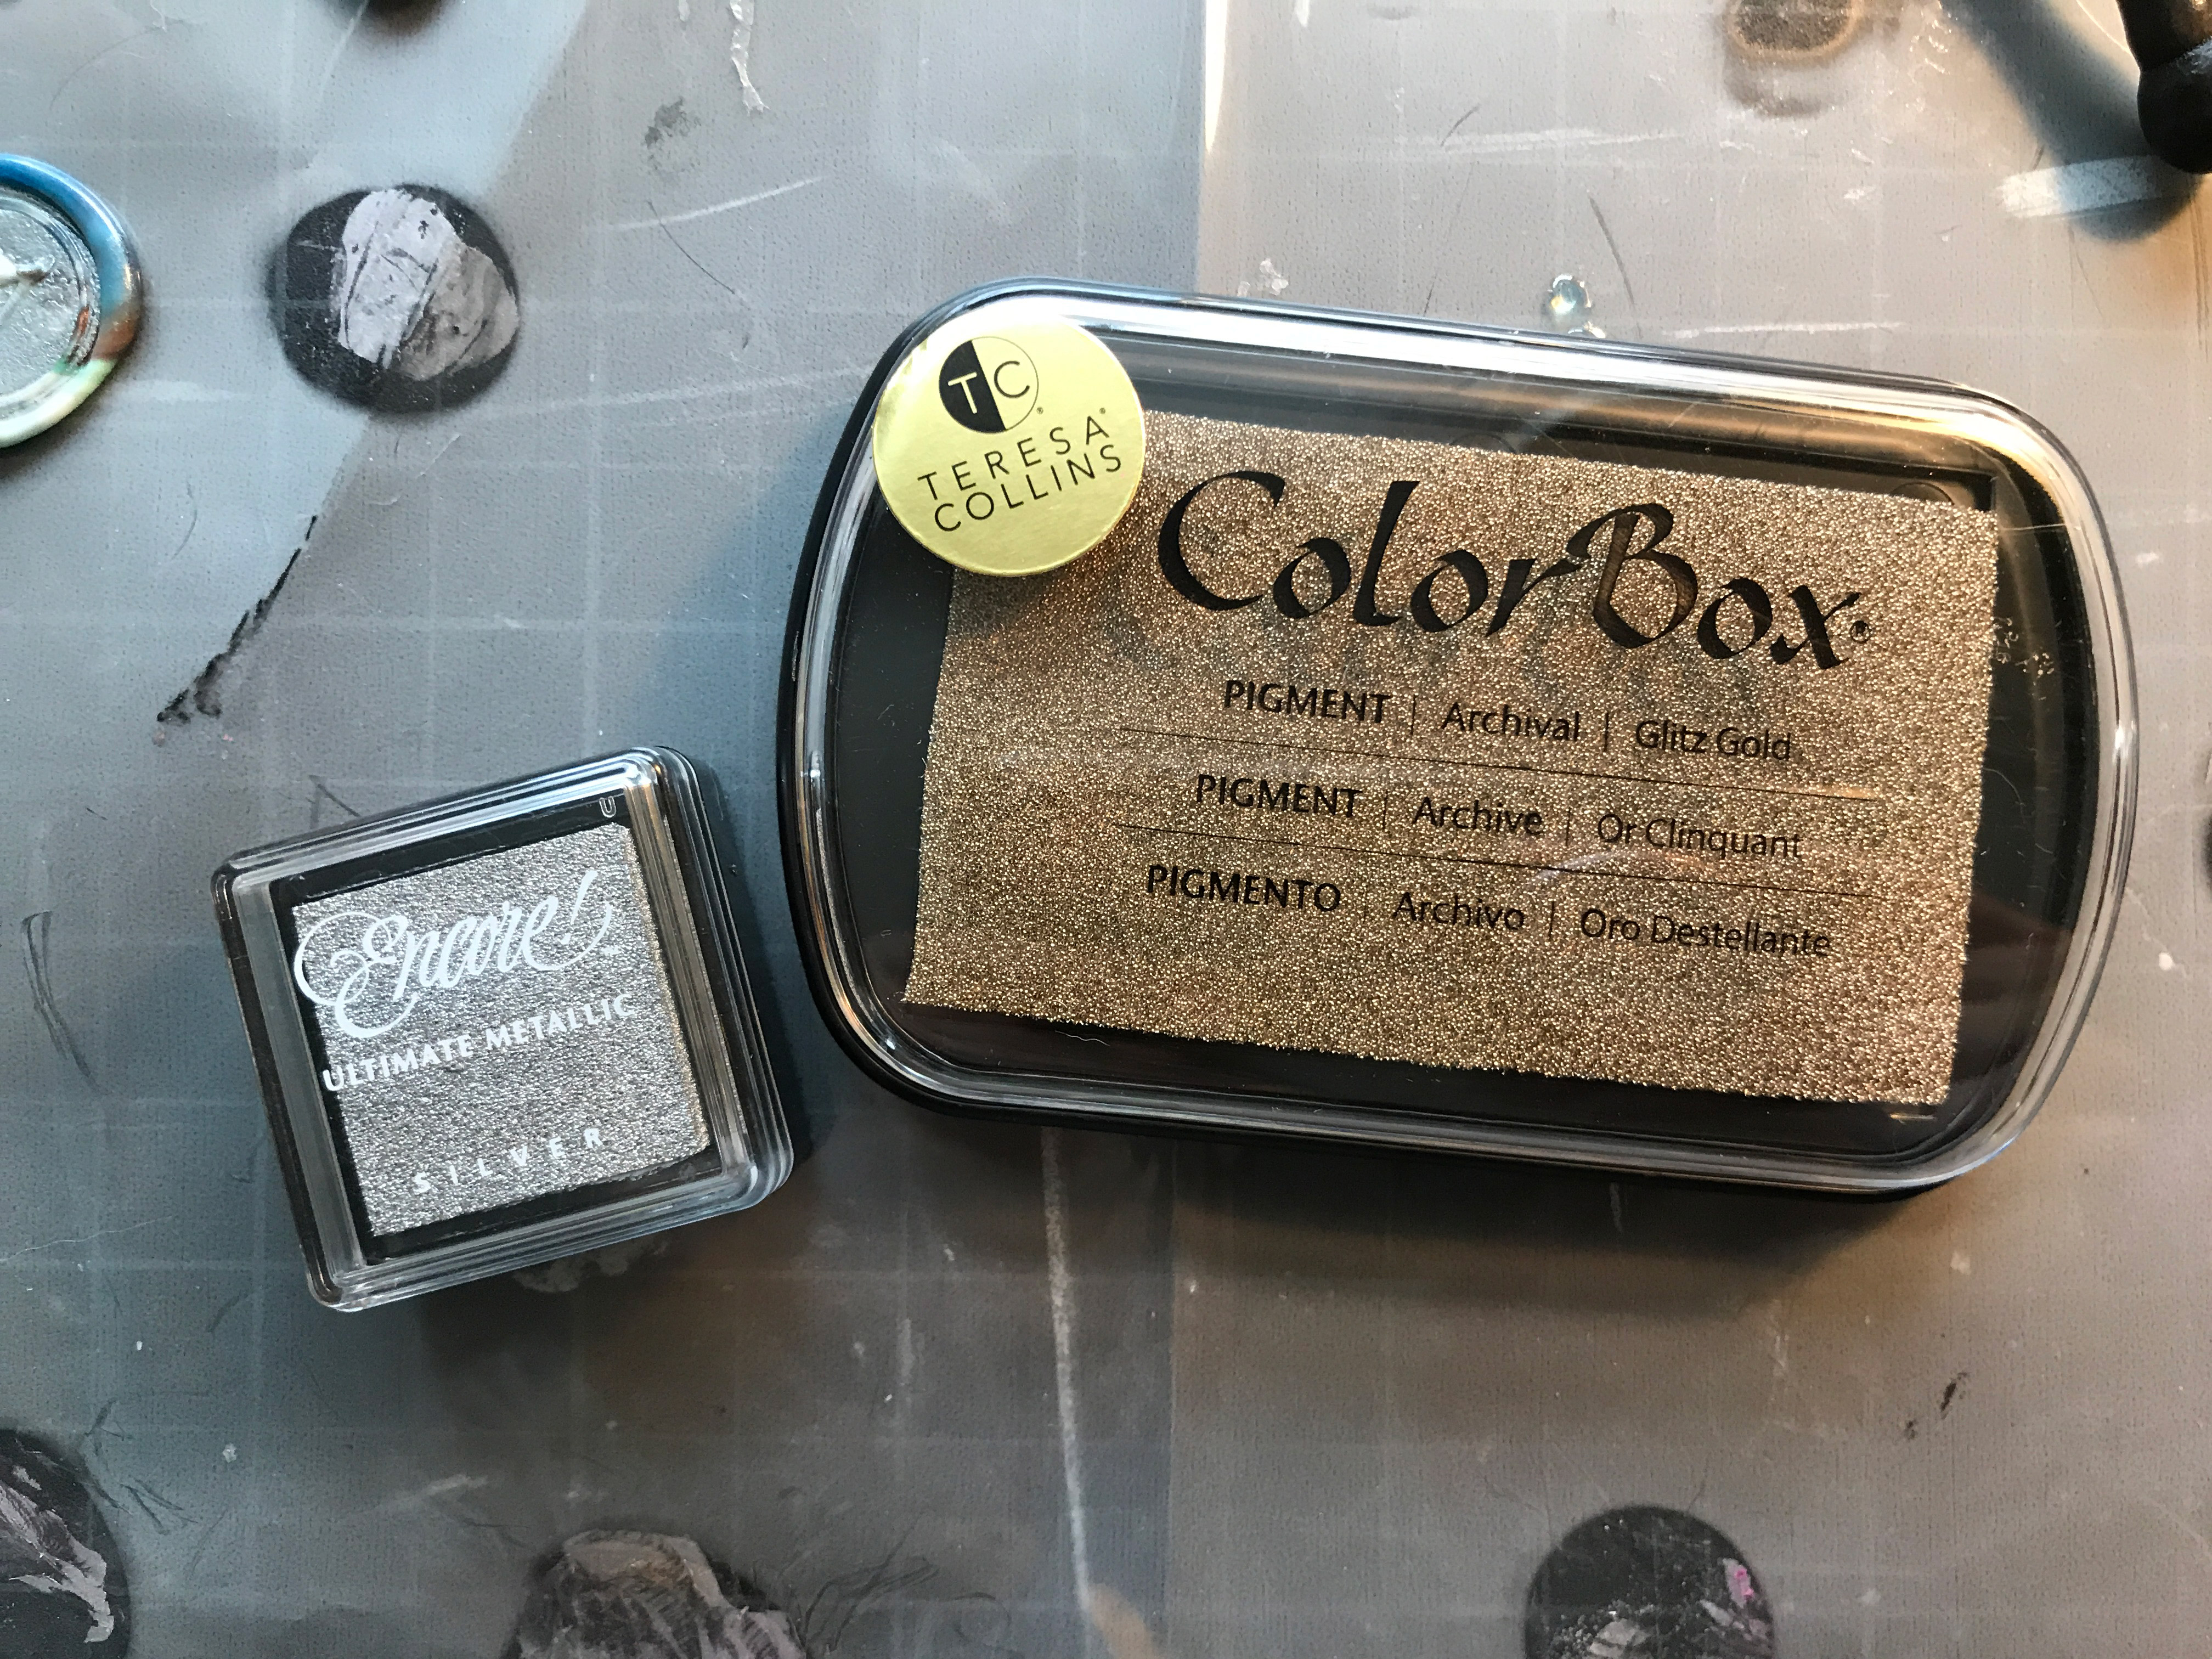 TC®
TERESA®
COLLINS
ColorBox®
PIGMENT | Archival | Glitz Gold
PIGMENT | Archive | Or Clinquant
PIGMENTO | Archivo | Oro Destellante
U
Encore!™
ULTIMATE METALLIC
SILVER